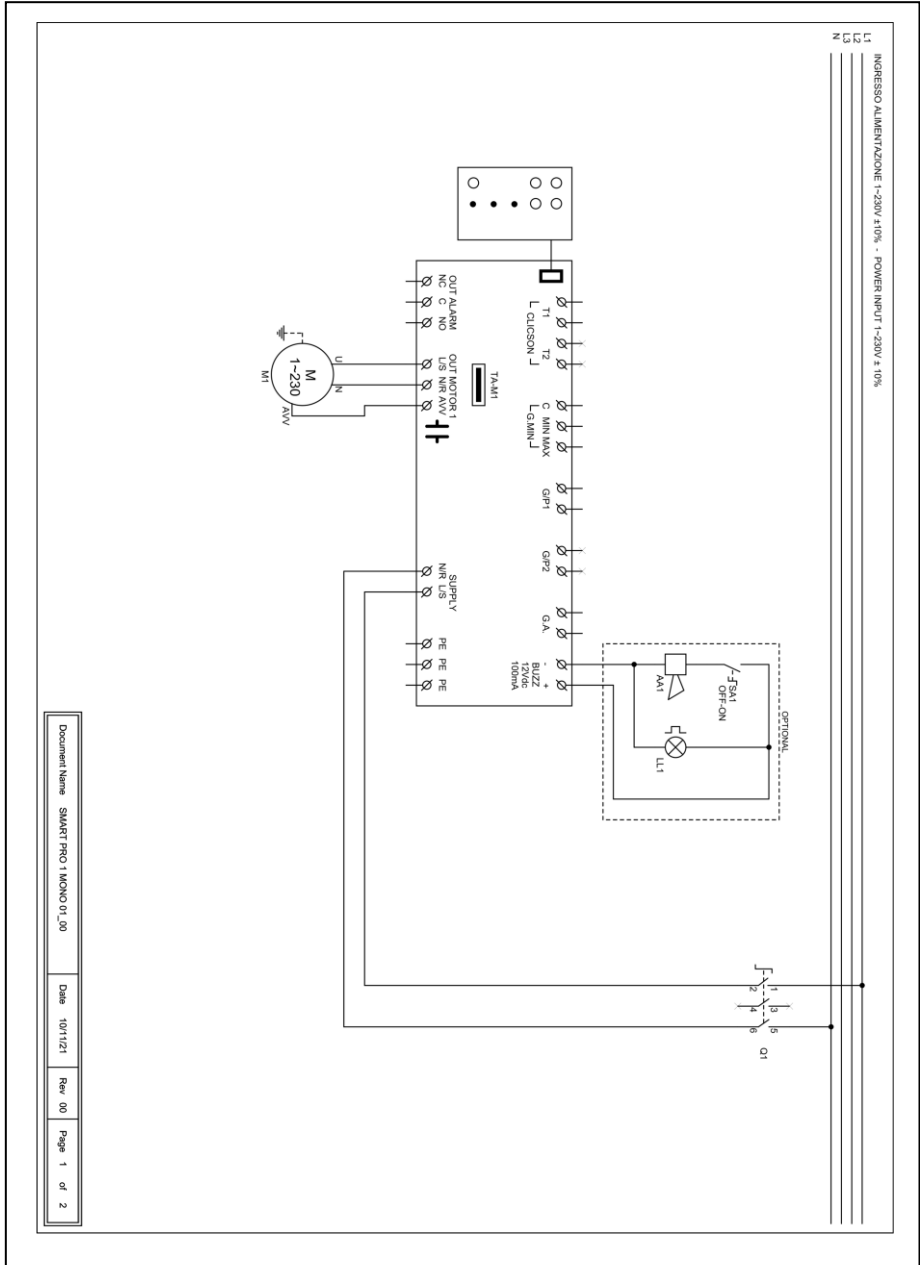 L1
L2
L3
N
INGRESSO ALIMENTAZIONE 1~230V ±10% - POWER INPUT 1~230V ± 10%
OPTIONAL
SA1
OFF-ON
AA1
LL1
1 3 5
2 4 6
Q1
T1 T2
CLICSON
C MIN MAX
G.MIN
G/P1
G/P2
G.A.
- +
BUZZ
12Vdc
100mA
TA-M1
OUT ALARM
NC C NO
OUT MOTOR 1
L/S N/R AVV
SUPPLY
N/R L/S
PE PE PE
U N
AVV
M
1~230
M1
Document Name SMART PRO 1 MONO 01_00 Date 10/11/21 Rev 00 Page 1 of 2